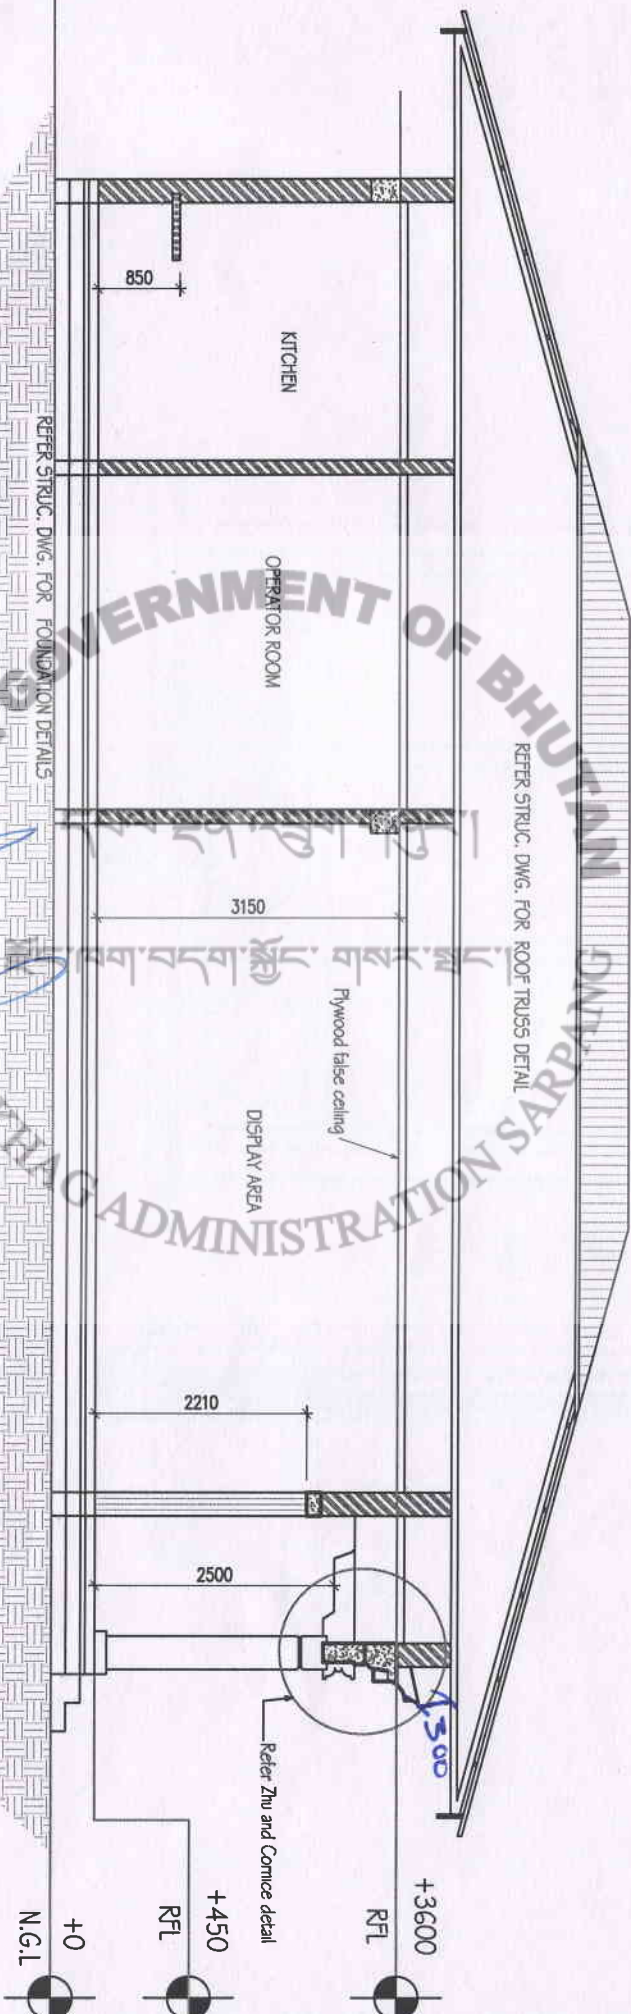 REFER STRUC. DWG. FOR ROOF TRUSS DETAIL
KITCHEN
OPERATOR ROOM
DISPLAY AREA
Plywood false ceiling
850
3150
2210
2500
300
Refer Zhu and Cornice detail
+3600
RFL
+450
RFL
+0
N.G.L
REFER STRUC. DWG. FOR FOUNDATION DETAILS
GOVERNMENT OF BHUTAN
ADMINISTRATION SARPANG